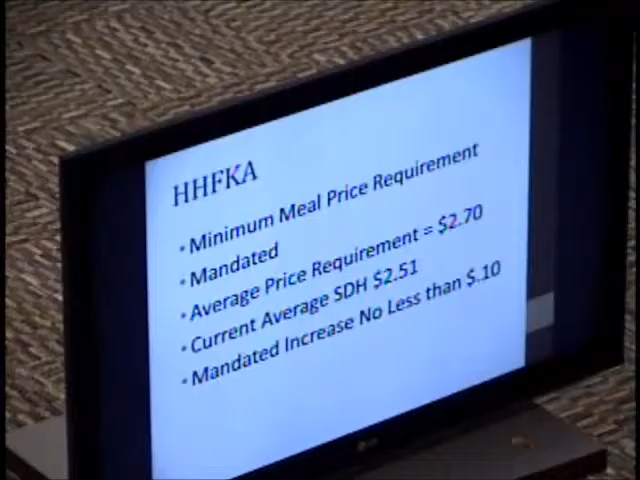 HHFKA
• Minimum Meal Price Requirement
• Mandated
• Average Price Requirement = $2.70
• Current Average SDH $2.51
• Mandated Increase No Less than $.10
LG